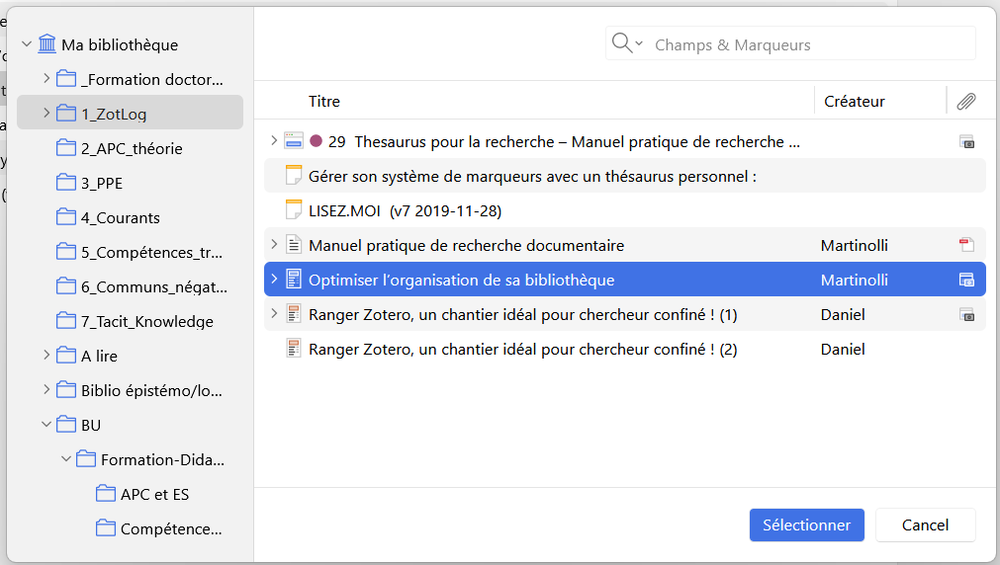 Ma bibliothèque
_Formation doctor...
1_ZotLog
2_APC_théorie
3_PPE
4_Courants
5_Compétences_tr...
6_Communs_négat...
7_Tacit_Knowledge
A lire
Biblio épistémo/lo...
BU
Formation-Dida...
APC et ES
Compétence...
Champs & Marqueurs
Titre Créateur
29 Thesaurus pour la recherche – Manuel pratique de recherche ...
Gérer son système de marqueurs avec un thésaurus personnel :
LISEZ.MOI (v7 2019-11-28)
Manuel pratique de recherche documentaire Martinolli
Optimiser l’organisation de sa bibliothèque Martinolli
Ranger Zotero, un chantier idéal pour chercheur confiné ! (1) Daniel
Ranger Zotero, un chantier idéal pour chercheur confiné ! (2) Daniel
Sélectionner Cancel